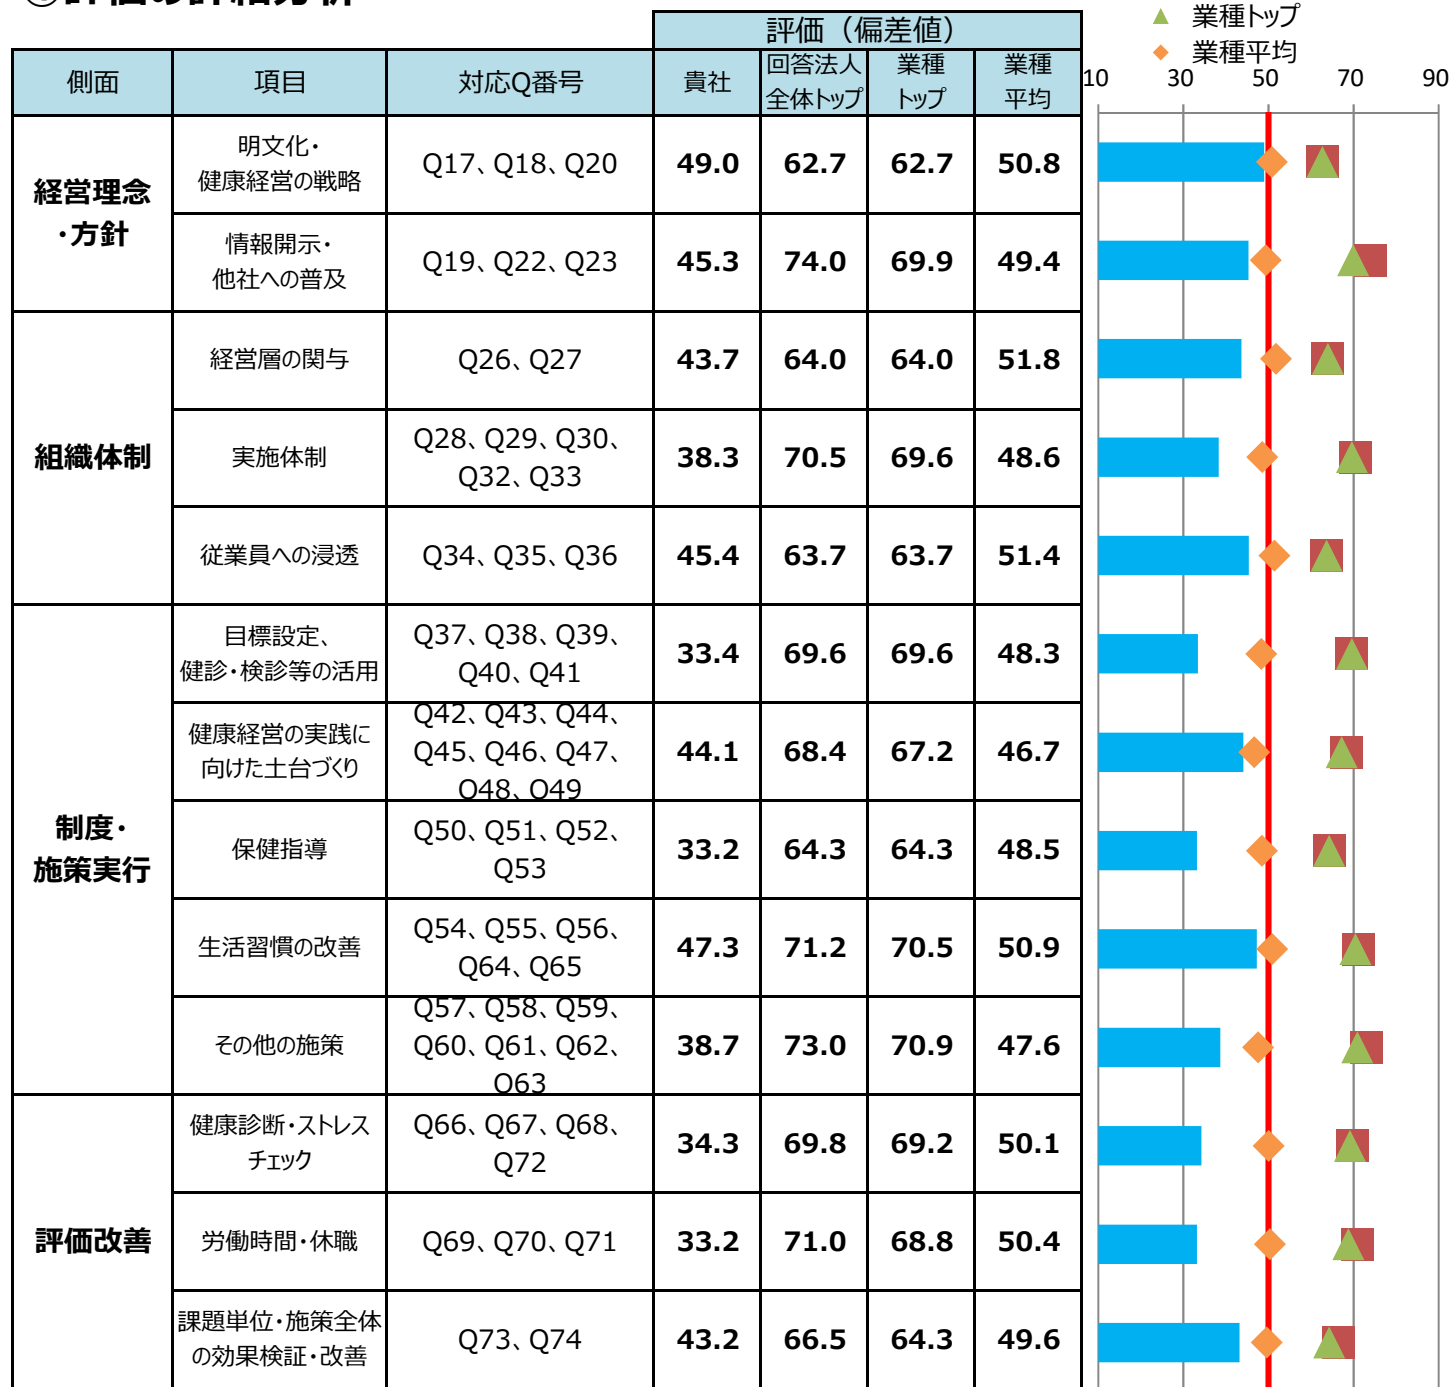 評価（偏差値）
▲ 業種トップ
◆ 業種平均
側面 項目 対応Q番号 貴社 回答法人 業種 業種
全体トップ トップ 平均
10 30 50 70 90
経営理念
・方針
明文化・
健康経営の戦略
Q17、Q18、Q20 49.0 62.7 62.7 50.8
情報開示・
他社への普及
Q19、Q22、Q23 45.3 74.0 69.9 49.4
組織体制
経営層の関与 Q26、Q27 43.7 64.0 64.0 51.8
実施体制
Q28、Q29、Q30、
Q32、Q33
38.3 70.5 69.6 48.6
従業員への浸透 Q34、Q35、Q36 45.4 63.7 63.7 51.4
制度・
施策実行
目標設定、
健診・検診等の活用
Q37、Q38、Q39、
Q40、Q41
33.4 69.6 69.6 48.3
健康経営の実践に
向けた土台づくり
Q42、Q43、Q44、
Q45、Q46、Q47、
Q48、Q49
44.1 68.4 67.2 46.7
保健指導
Q50、Q51、Q52、
Q53
33.2 64.3 64.3 48.5
生活習慣の改善
Q54、Q55、Q56、
Q64、Q65
47.3 71.2 70.5 50.9
その他の施策
Q57、Q58、Q59、
Q60、Q61、Q62、
Q63
38.7 73.0 70.9 47.6
評価改善
健康診断・ストレス
チェック
Q66、Q67、Q68、
Q72
34.3 69.8 69.2 50.1
労働時間・休職 Q69、Q70、Q71 33.2 71.0 68.8 50.4
課題単位・施策全体
の効果検証・改善
Q73、Q74 43.2 66.5 64.3 49.6